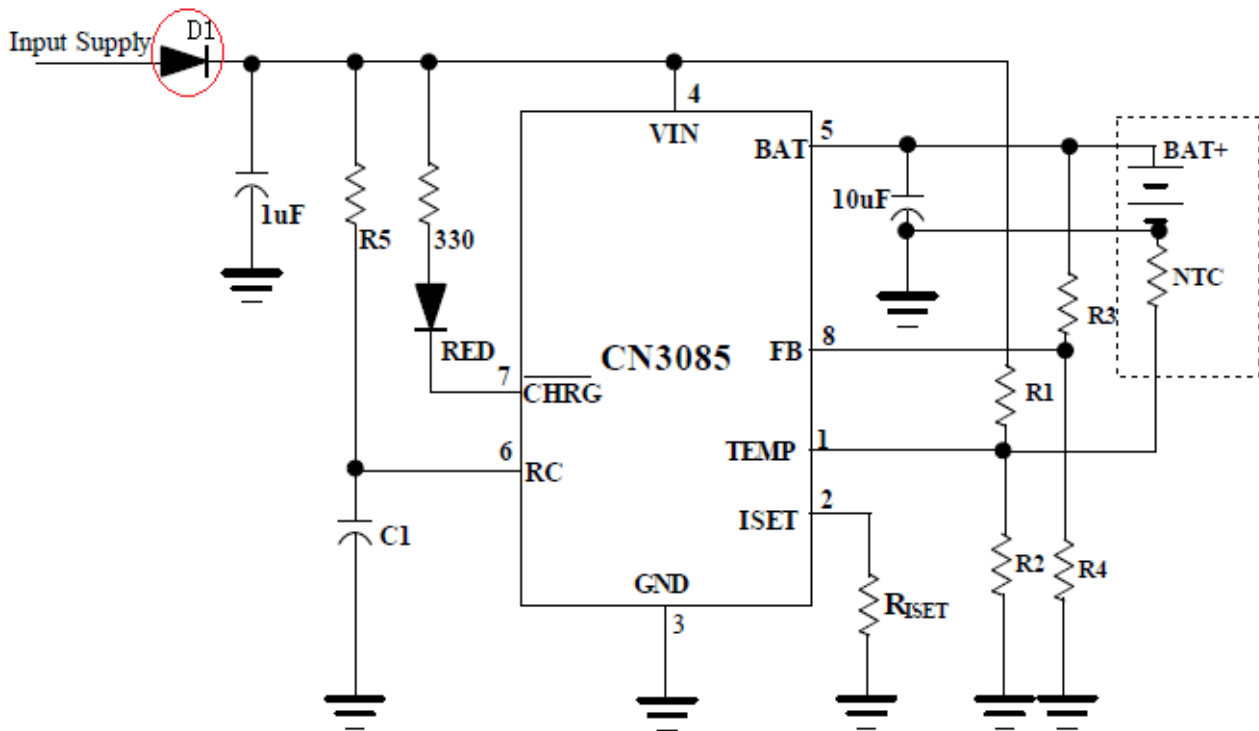 D1
Input Supply
4
VIN
5
BAT
BAT+
1uF
R5
330
10uF
NTC
R3
8
FB
RED
CN3085
7
CHRG
R1
6
RC
1
TEMP
2
ISET
C1
R2
R4
GND
RISET
3